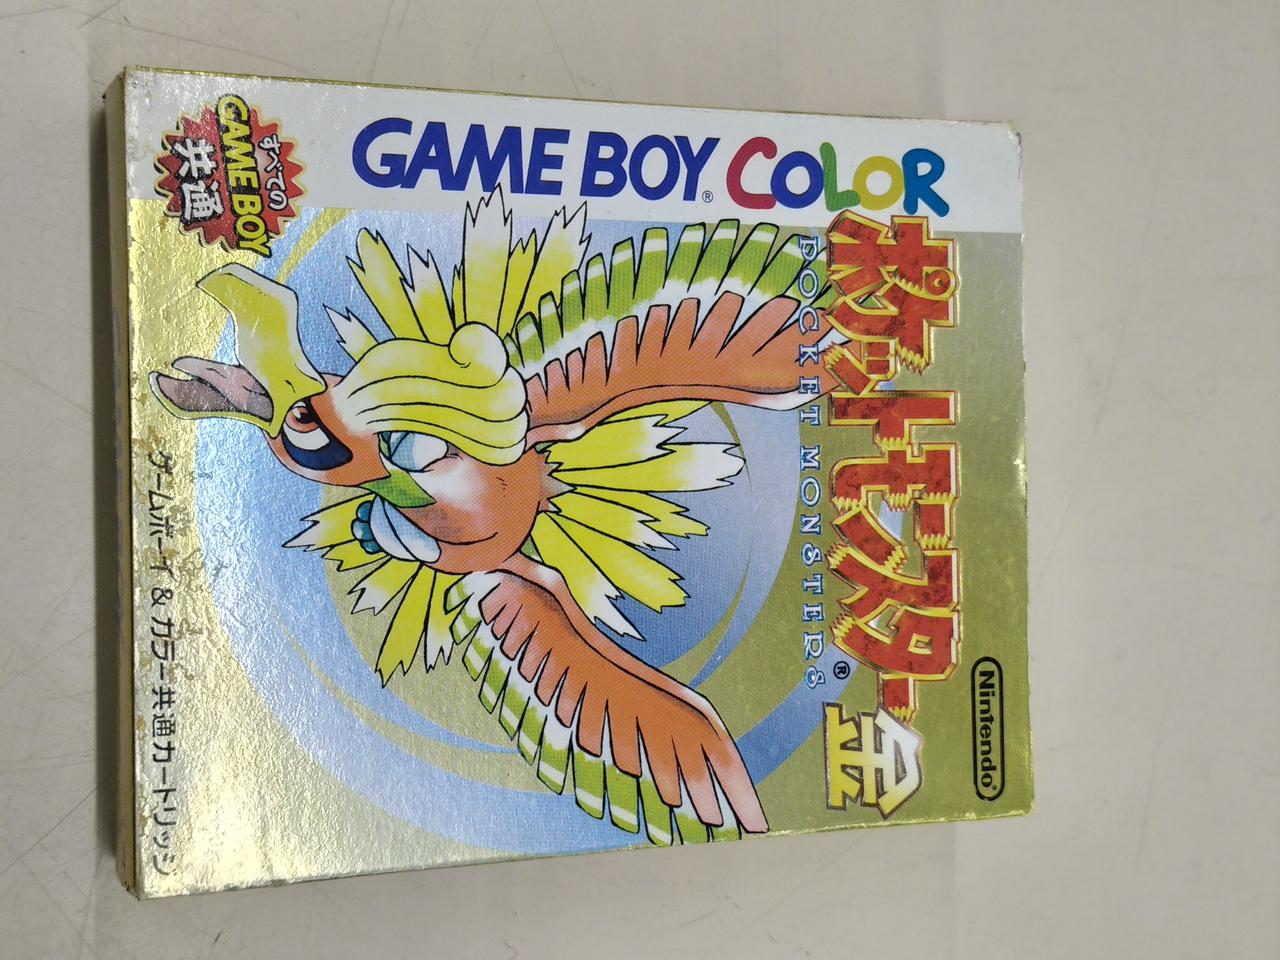 Nintendo®
ポケットモンスター 金
POCKET MONSTERS®
GAME BOY® COLOR
すべての
GAME BOY
共通
ゲームボーイ&カラー共通カートリッジ